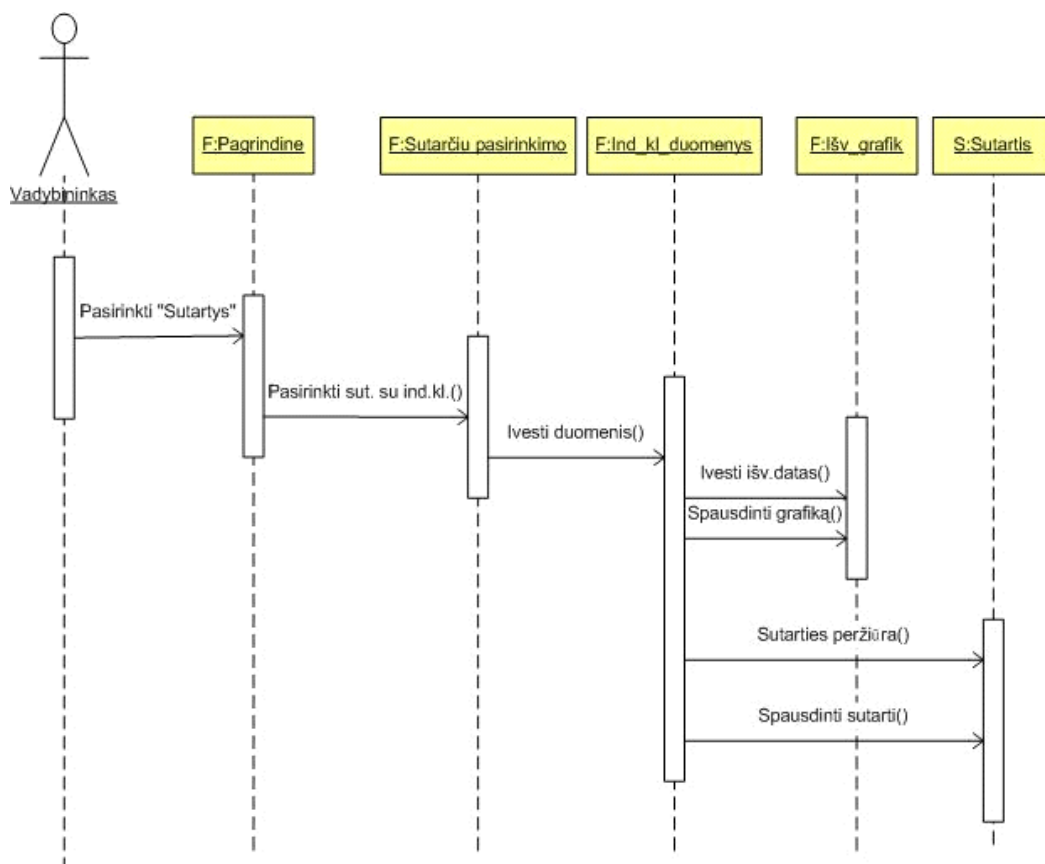 F:Pagrindine
F:Sutarčiu pasirinkimo
F:Ind_kl_duomenys
F:Išv_grafik
S:Sutartis
Vadybininkas
Pasirinkti "Sutartys"
Pasirinkti sut. su ind.kl.()
Ivesti duomenis()
Ivesti išv.datas()
Spausdinti grafiką()
Sutarties peržiūra()
Spausdinti sutarti()